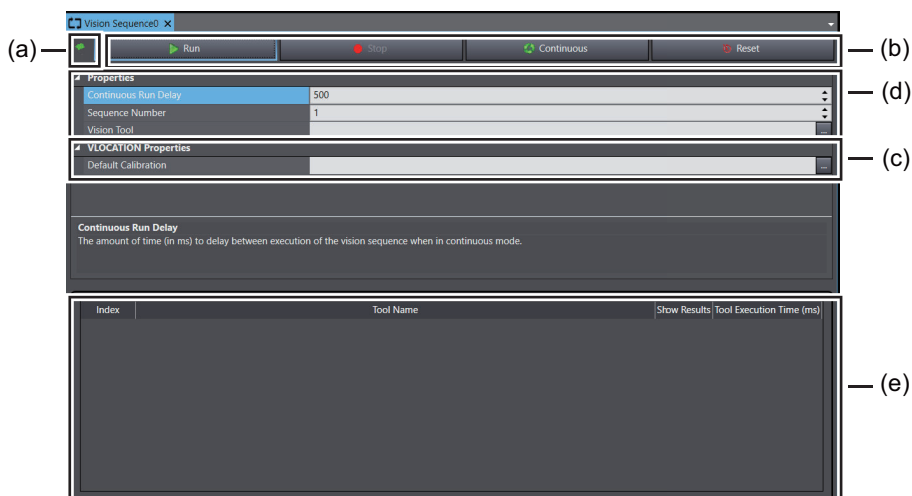 Vision Sequence0
(a)
Run
Stop
Continuous
Reset
(b)
Properties
(d)
Continuous Run Delay 500
Sequence Number 1
Vision Tool ...
VLOCATION Properties
(c)
Default Calibration ...
Continuous Run Delay
The amount of time (in ms) to delay between execution of the vision sequence when in continuous mode.
Index Tool Name Show Results Tool Execution Time (ms)
(e)